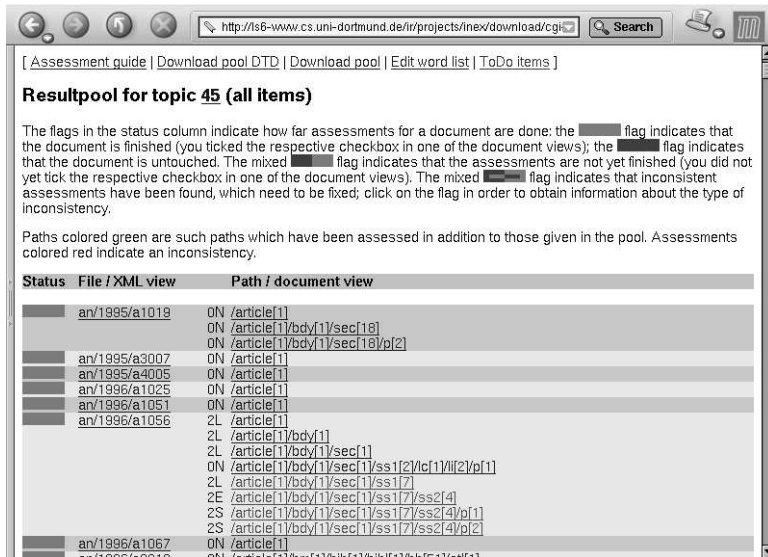 http://ls6-www.cs.uni-dortmund.de/ir/projects/inex/download/cgi- Search
[ Assessment guide | Download pool DTD | Download pool | Edit word list | ToDo items ]
Resultpool for topic 45 (all items)
The flags in the status column indicate how far assessments for a document are done: the flag indicates that
the document is finished (you ticked the respective checkbox in one of the document views); the flag indicates
that the document is untouched. The mixed flag indicates that the assessments are not yet finished (you did not
yet tick the respective checkbox in one of the document views). The mixed flag indicates that inconsistent
assessments have been found, which need to be fixed; click on the flag in order to obtain information about the type of
inconsistency.
Paths colored green are such paths which have been assessed in addition to those given in the pool. Assessments
colored red indicate an inconsistency.
Status File / XML view Path / document view
an/1995/a1019 0N /article[1]
0N /article[1]/bdy[1]/sec[18]
0N /article[1]/bdy[1]/sec[18]/p[2]
an/1995/a3007 0N /article[1]
an/1995/a4005 0N /article[1]
an/1996/a1025 0N /article[1]
an/1996/a1051 0N /article[1]
an/1996/a1056 2L /article[1]
2L /article[1]/bdy[1]
2L /article[1]/bdy[1]/sec[1]
0N /article[1]/bdy[1]/sec[1]/ss1[2]/lc[1]/li[2]/p[1]
2L /article[1]/bdy[1]/sec[1]/ss1[7]
2E /article[1]/bdy[1]/sec[1]/ss1[7]/ss2[4]
2S /article[1]/bdy[1]/sec[1]/ss1[7]/ss2[4]/p[1]
2S /article[1]/bdy[1]/sec[1]/ss1[7]/ss2[4]/p[2]
an/1996/a1067 0N /article[1]